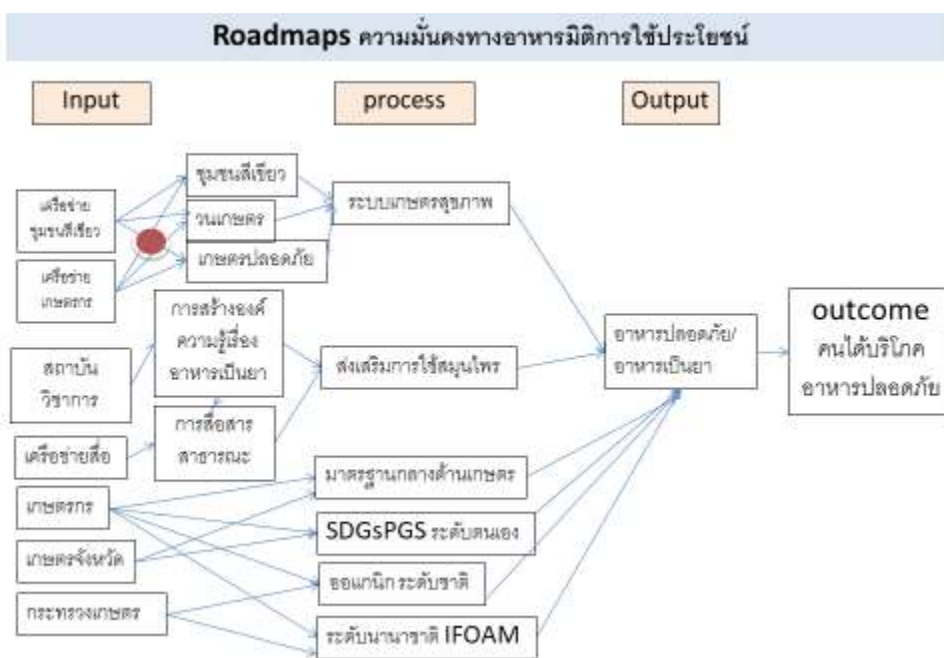 Roadmaps ความมั่นคงทางอาหารมิติการใช้ประโยชน์
Input
process
Output
เครือข่าย
ชุมชนสีเขียว
เครือข่าย
เกษตรกร
ชุมชนสีเขียว
วนเกษตร
เกษตรปลอดภัย
ระบบเกษตรสุขภาพ
สถาบัน
วิชาการ
เครือข่ายสื่อ
การสร้างองค์
ความรู้เรื่อง
อาหารเป็นยา
การสื่อสาร
สาธารณะ
ส่งเสริมการใช้สมุนไพร
อาหารปลอดภัย/
อาหารเป็นยา
outcome
คนได้บริโภค
อาหารปลอดภัย
เกษตรกร
เกษตรจังหวัด
กระทรวงเกษตร
มาตรฐานกลางด้านเกษตร
SDGsPGS ระดับตนเอง
ออแกนิก ระดับชาติ
ระดับนานาชาติ IFOAM